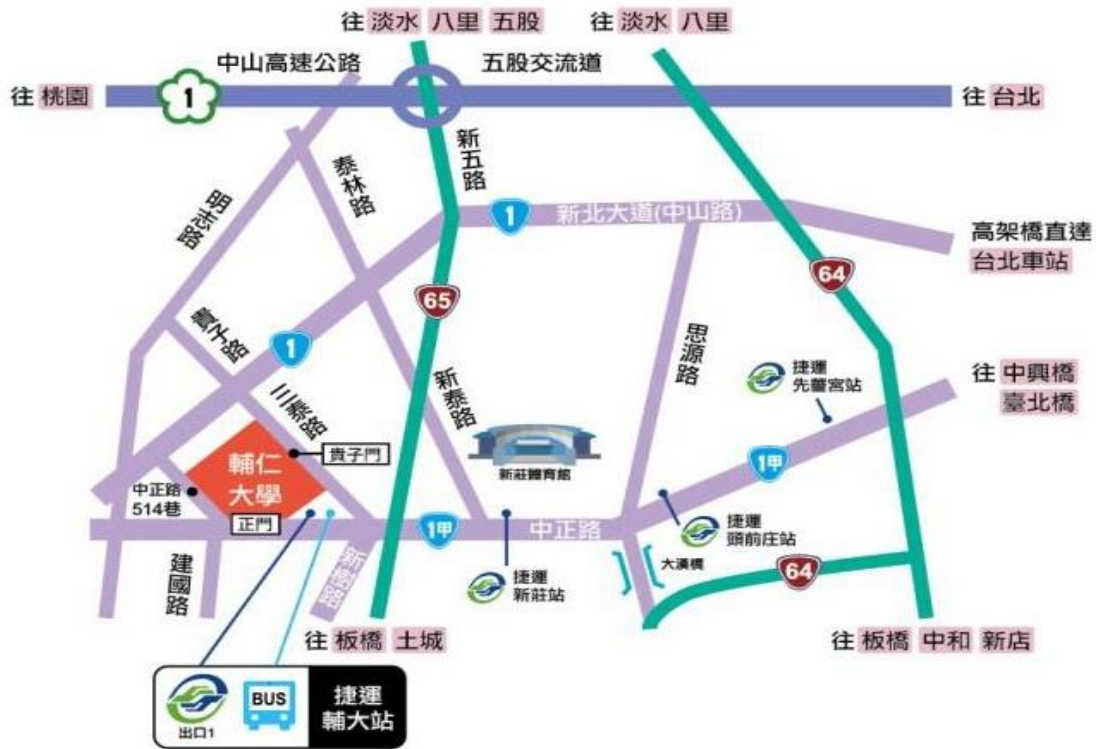 往 淡水 八里 五股
往 淡水 八里
中山高速公路
五股交流道
往 桃園
1
往 台北
新五路
泰林路
明志路
1
新北大道(中山路)
高架橋直達
台北車站
65
64
貴子路
1
思源路
捷運
先嗇宮站
往 中興橋
臺北橋
三泰路
新泰路
輔仁
大學
貴子門
新莊體育館
1甲
中正路
514巷
正門
1甲
中正路
捷運
頭前庄站
建國路
新樹路
捷運
新莊站
大漢橋
64
往 板橋 土城
往 板橋 中和 新店
BUS
出口1
捷運
輔大站